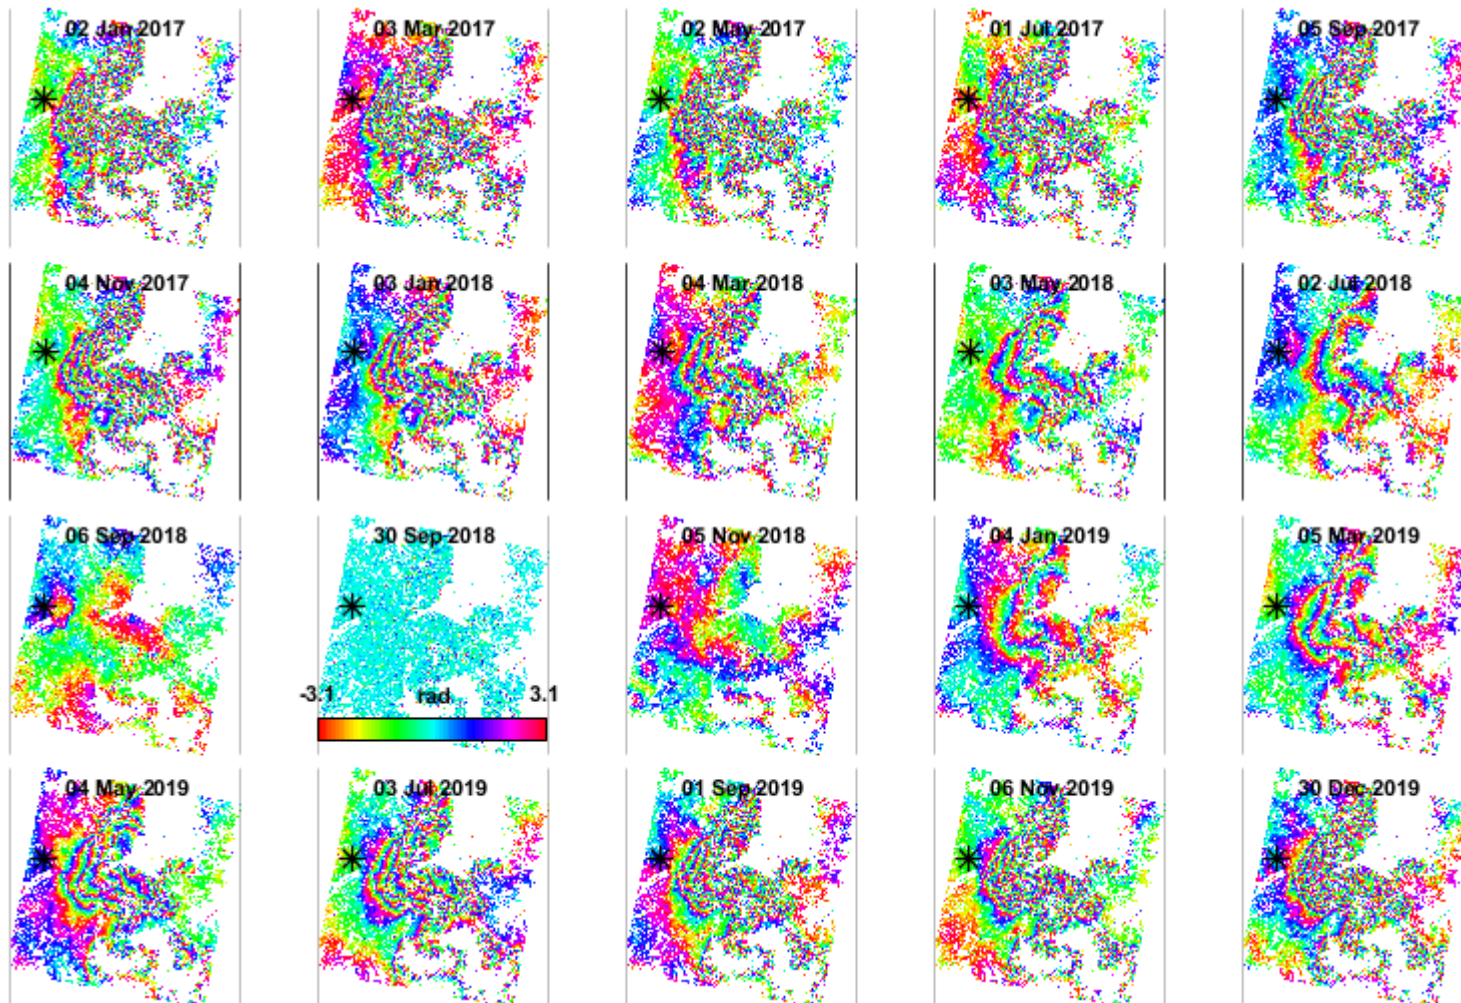 02 Jan 2017
03 Mar 2017
02 May 2017
01 Jul 2017
05 Sep 2017
04 Nov 2017
03 Jan 2018
04 Mar 2018
03 May 2018
02 Jul 2018
06 Sep 2018
30 Sep 2018
05 Nov 2018
04 Jan 2019
05 Mar 2019
-3.1 rad 3.1
04 May 2019
03 Jul 2019
01 Sep 2019
06 Nov 2019
30 Dec 2019